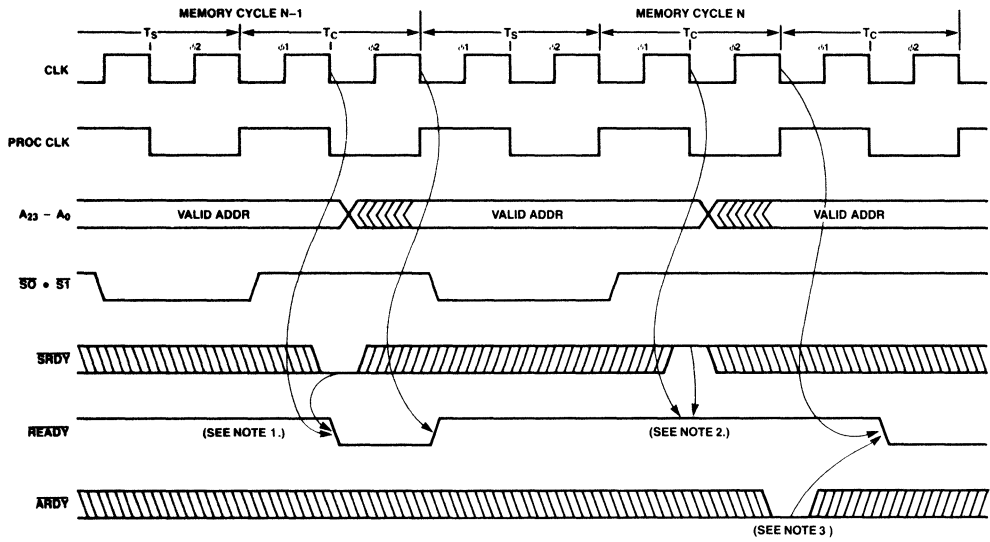 MEMORY CYCLE N–1
MEMORY CYCLE N
TS TC TS TC TC
ϕ1 ϕ2 ϕ1 ϕ2 ϕ1 ϕ2 ϕ1 ϕ2
ϕ2
CLK
PROC CLK
A23 – A0
VALID ADDR VALID ADDR VALID ADDR
S0 • S1
SRDY
READY
(SEE NOTE 1.) (SEE NOTE 2.)
ARDY
(SEE NOTE 3 )